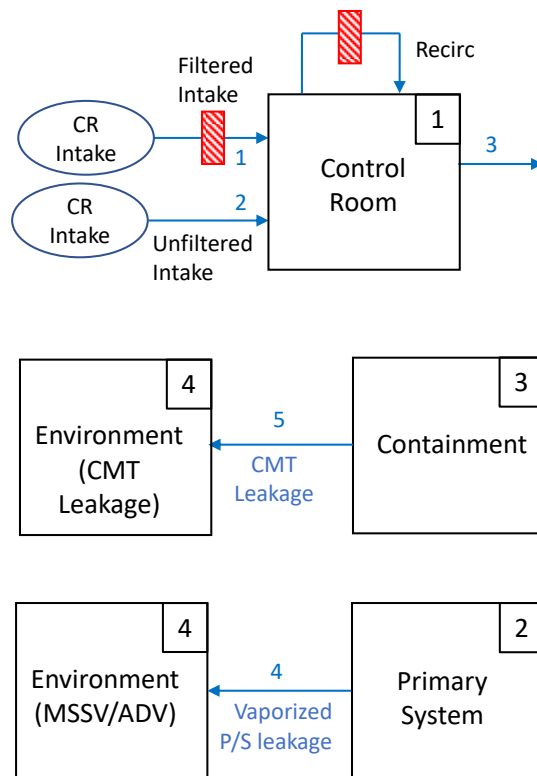 Recirc
Filtered
Intake
CR
Intake
1
1
Control
Room
3
CR
Intake
2
Unfiltered
Intake
4
Environment
(CMT
Leakage)
5
CMT
Leakage
3
Containment
4
Environment
(MSSV/ADV)
4
Vaporized
P/S leakage
2
Primary
System